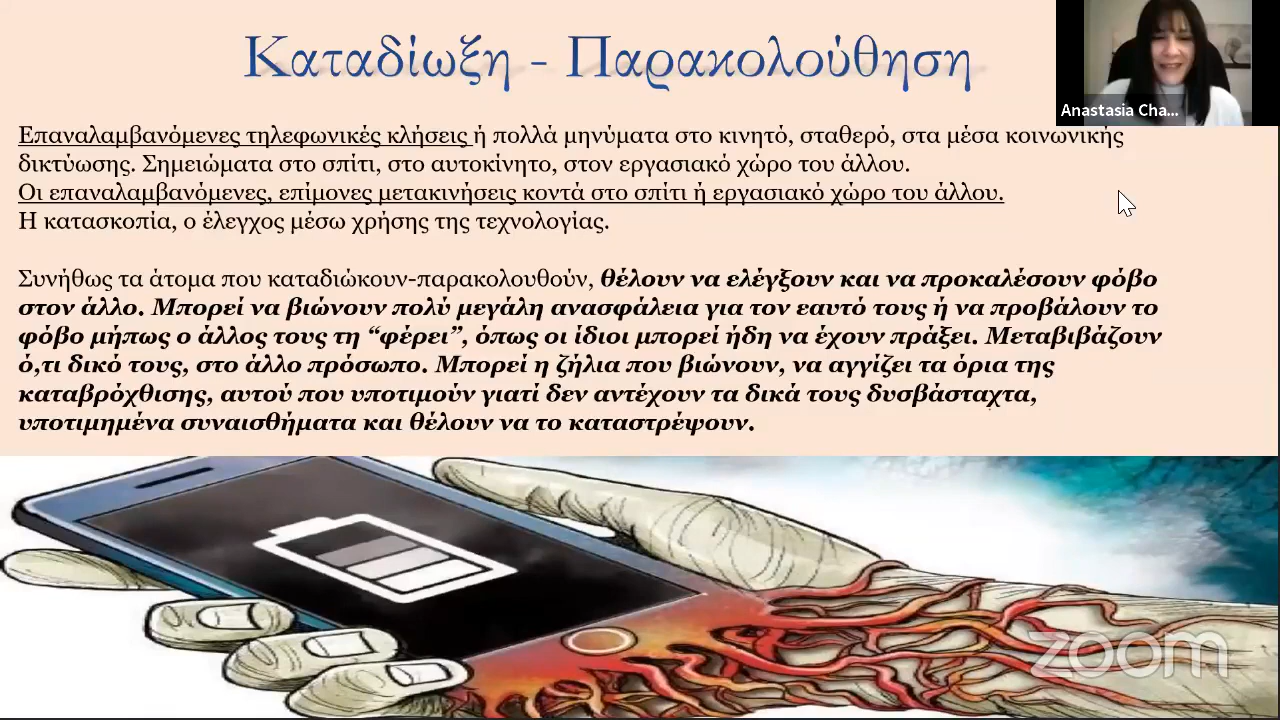 Καταδίωξη - Παρακολούθηση
Anastasia Cha...
Επαναλαμβανόμενες τηλεφωνικές κλήσεις ή πολλά μηνύματα στο κινητό, σταθερό, στα μέσα κοινωνικής
δικτύωσης. Σημειώματα στο σπίτι, στο αυτοκίνητο, στον εργασιακό χώρο του άλλου.
Οι επαναλαμβανόμενες, επίμονες μετακινήσεις κοντά στο σπίτι ή εργασιακό χώρο του άλλου.
Η κατασκοπία, ο έλεγχος μέσω χρήσης της τεχνολογίας.
Συνήθως τα άτομα που καταδιώκουν-παρακολουθούν, θέλουν να ελέγξουν και να προκαλέσουν φόβο
στον άλλο. Μπορεί να βιώνουν πολύ μεγάλη ανασφάλεια για τον εαυτό τους ή να προβάλουν το
φόβο μήπως ο άλλος τους τη “φέρει”, όπως οι ίδιοι μπορεί ήδη να έχουν πράξει. Μεταβιβάζουν
ό,τι δικό τους, στο άλλο πρόσωπο. Μπορεί η ζήλια που βιώνουν, να αγγίζει τα όρια της
καταβρόχθισης, αυτού που υποτιμούν γιατί δεν αντέχουν τα δικά τους δυσβάσταχτα,
υποτιμημένα συναισθήματα και θέλουν να το καταστρέψουν.
zoom